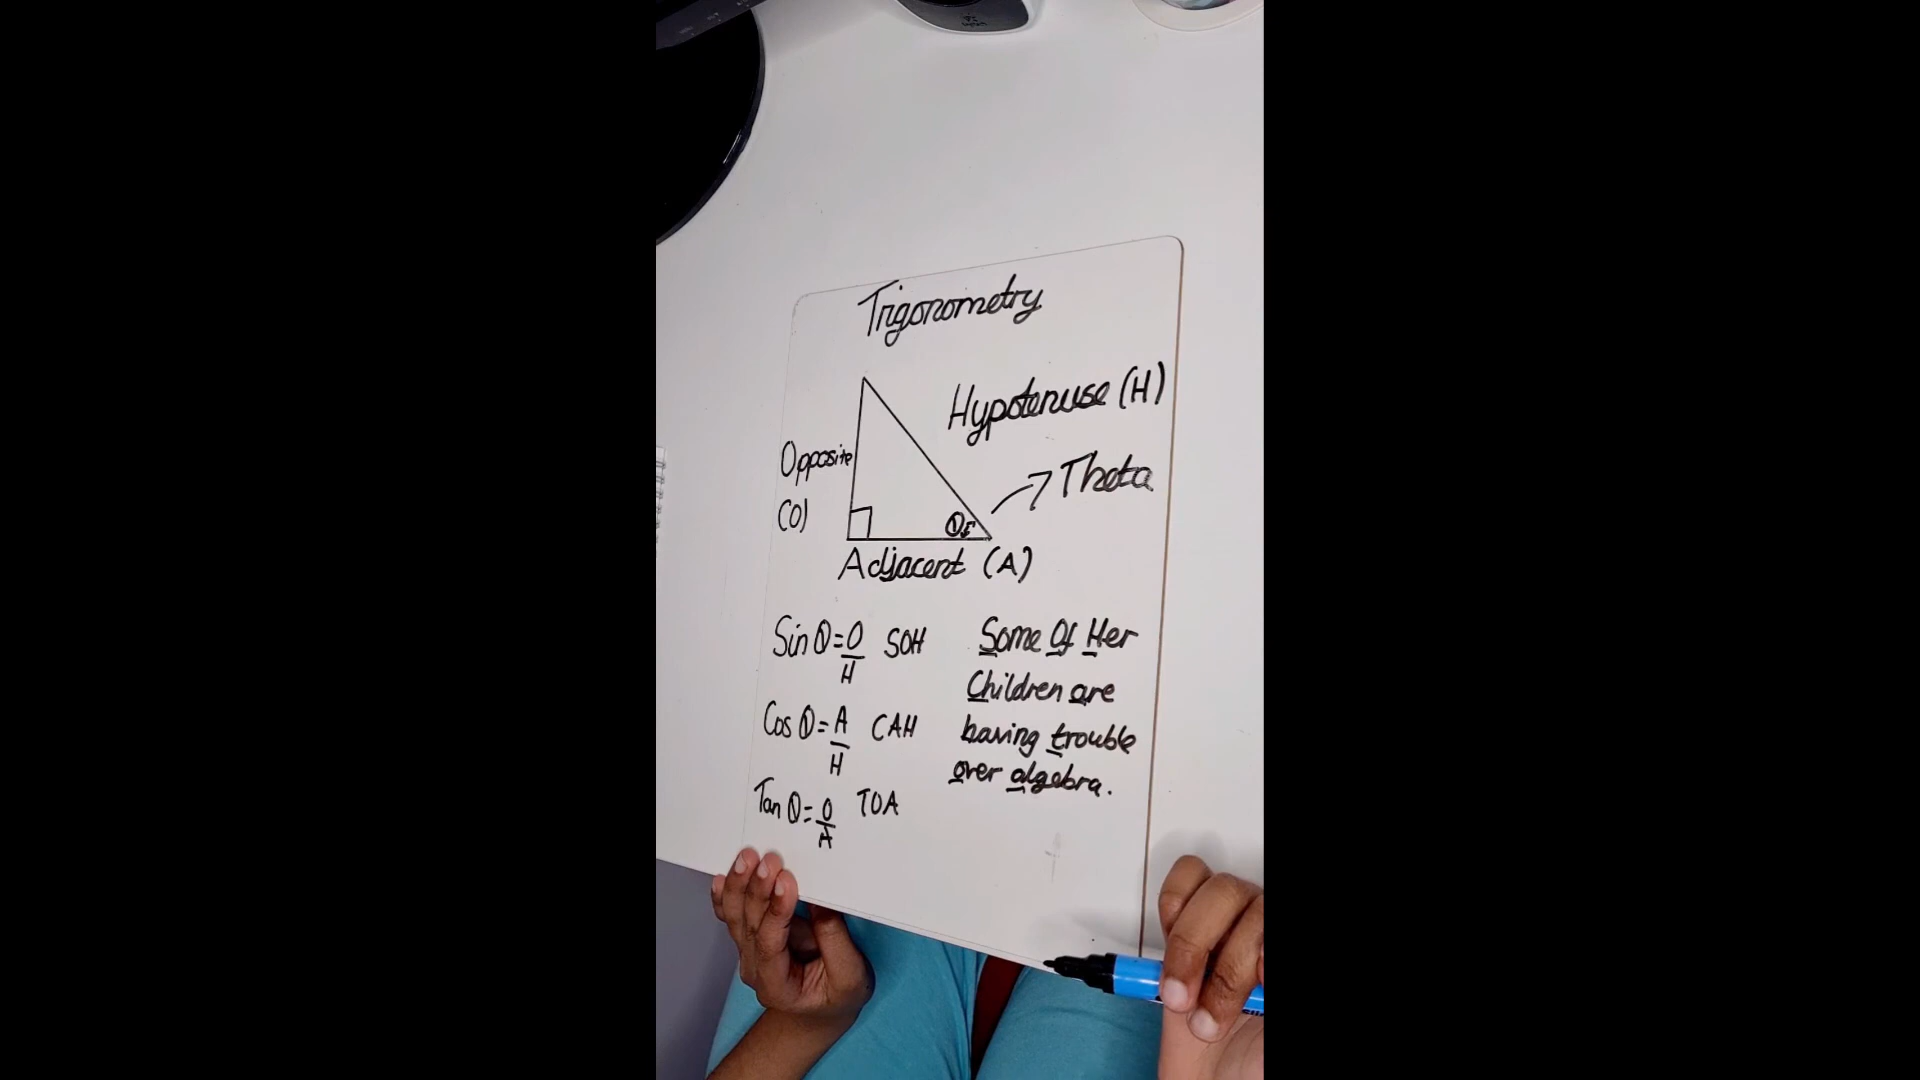 Trigonometry
Hypotenuse (H)
Opposite
(O)
Theta
θ
Adjacent (A)
Sin θ = O/H SOH
Cos θ = A/H CAH
Tan θ = O/A TOA
Some Of Her
Children are
having trouble
over algebra.